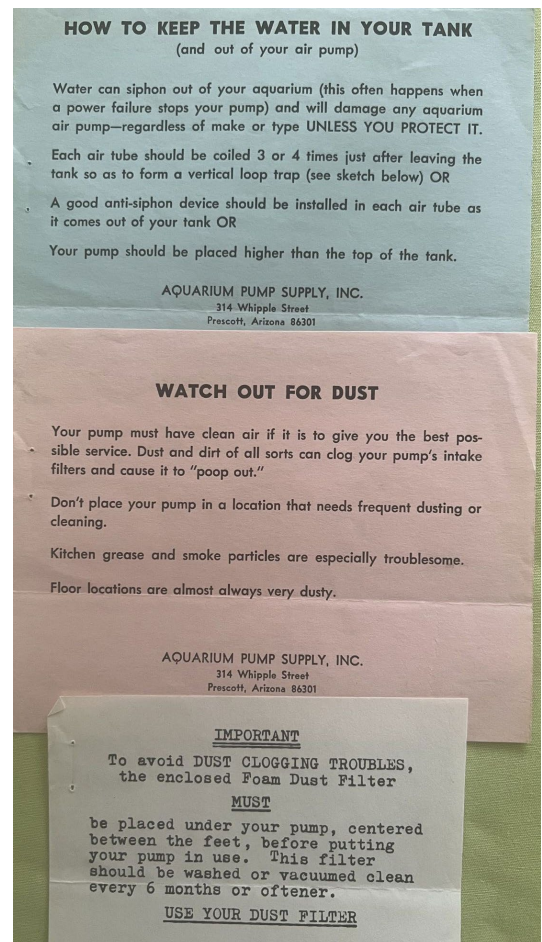 HOW TO KEEP THE WATER IN YOUR TANK
(and out of your air pump)
Water can siphon out of your aquarium (this often happens when
a power failure stops your pump) and will damage any aquarium
air pump—regardless of make or type UNLESS YOU PROTECT IT.
Each air tube should be coiled 3 or 4 times just after leaving the
tank so as to form a vertical loop trap (see sketch below) OR
A good anti-siphon device should be installed in each air tube as
it comes out of your tank OR
Your pump should be placed higher than the top of the tank.
AQUARIUM PUMP SUPPLY, INC.
314 Whipple Street
Prescott, Arizona 86301
WATCH OUT FOR DUST
Your pump must have clean air if it is to give you the best pos-
sible service. Dust and dirt of all sorts can clog your pump's intake
filters and cause it to "poop out."
Don't place your pump in a location that needs frequent dusting or
cleaning.
Kitchen grease and smoke particles are especially troublesome.
Floor locations are almost always very dusty.
AQUARIUM PUMP SUPPLY, INC.
314 Whipple Street
Prescott, Arizona 86301
IMPORTANT
To avoid DUST CLOGGING TROUBLES,
the enclosed Foam Dust Filter
MUST
be placed under your pump, centered
between the feet, before putting
your pump in use. This filter
should be washed or vacuumed clean
every 6 months or oftener.
USE YOUR DUST FILTER